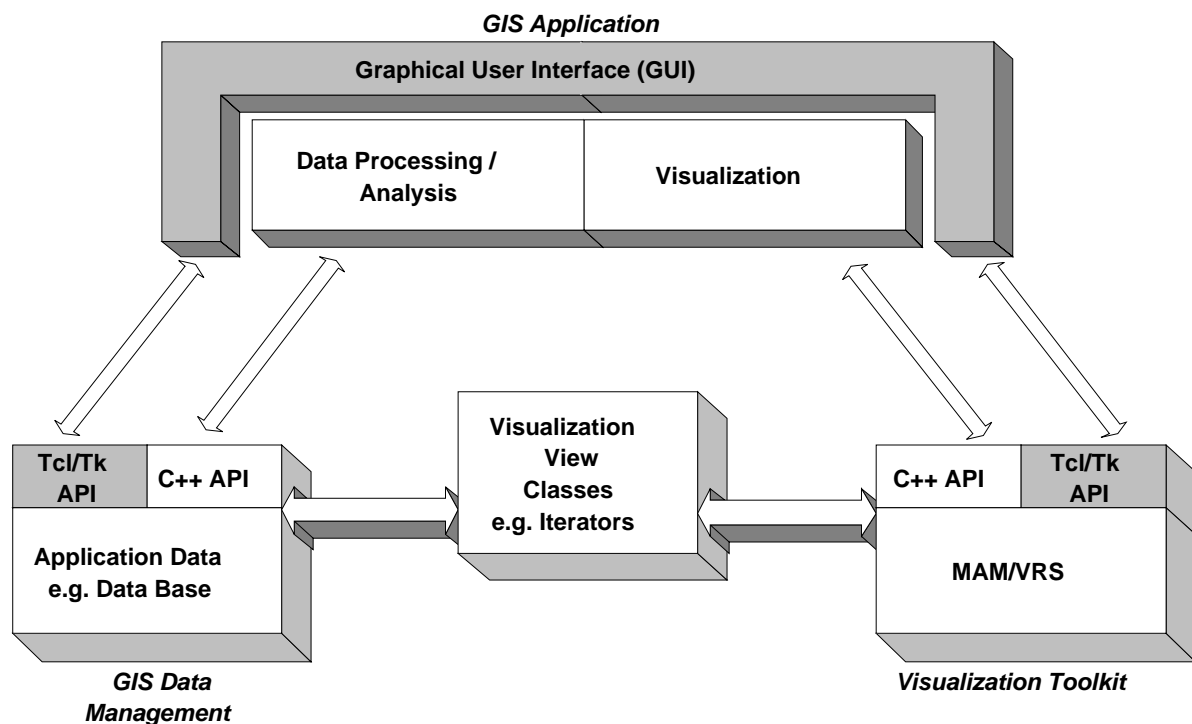 GIS Application
Graphical User Interface (GUI)
Data Processing /
Analysis
Visualization
Visualization
View
Classes
e.g. Iterators
Tcl/Tk
API
C++ API
Application Data
e.g. Data Base
GIS Data
Management
C++ API
Tcl/Tk
API
MAM/VRS
Visualization Toolkit